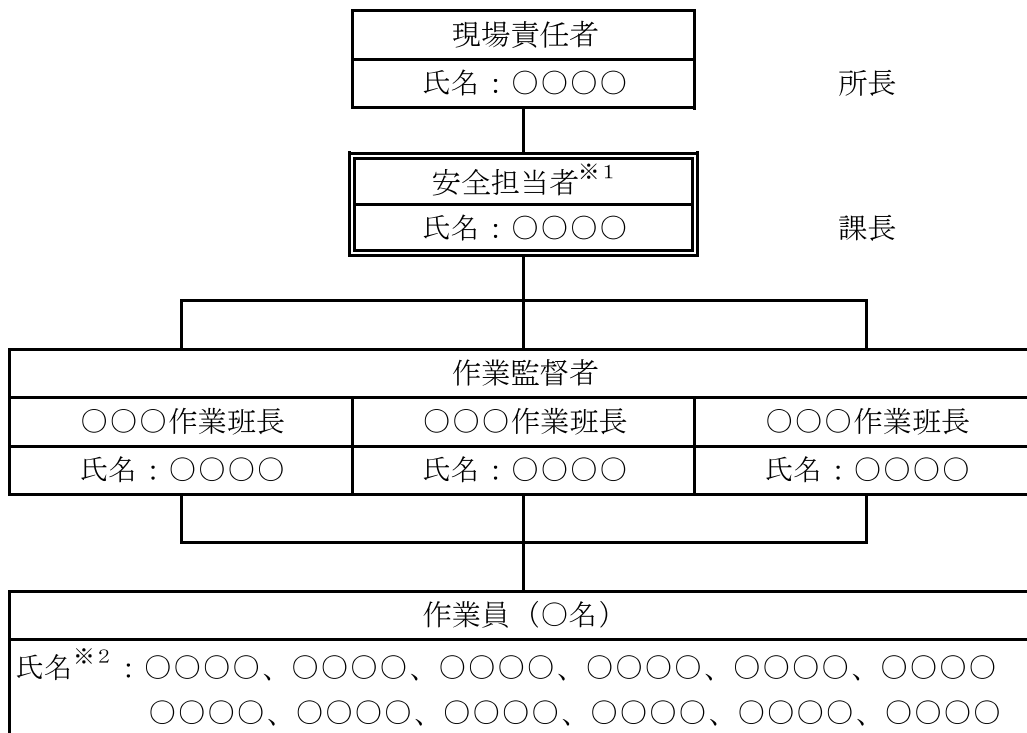 現場責任者
氏名：○○○○ 所長
安全担当者※1
氏名：○○○○ 課長
作業監督者
○○○作業班長 ○○○作業班長 ○○○作業班長
氏名：○○○○ 氏名：○○○○ 氏名：○○○○
作業員（○名）
氏名※2：○○○○、○○○○、○○○○、○○○○、○○○○、○○○○
○○○○、○○○○、○○○○、○○○○、○○○○、○○○○